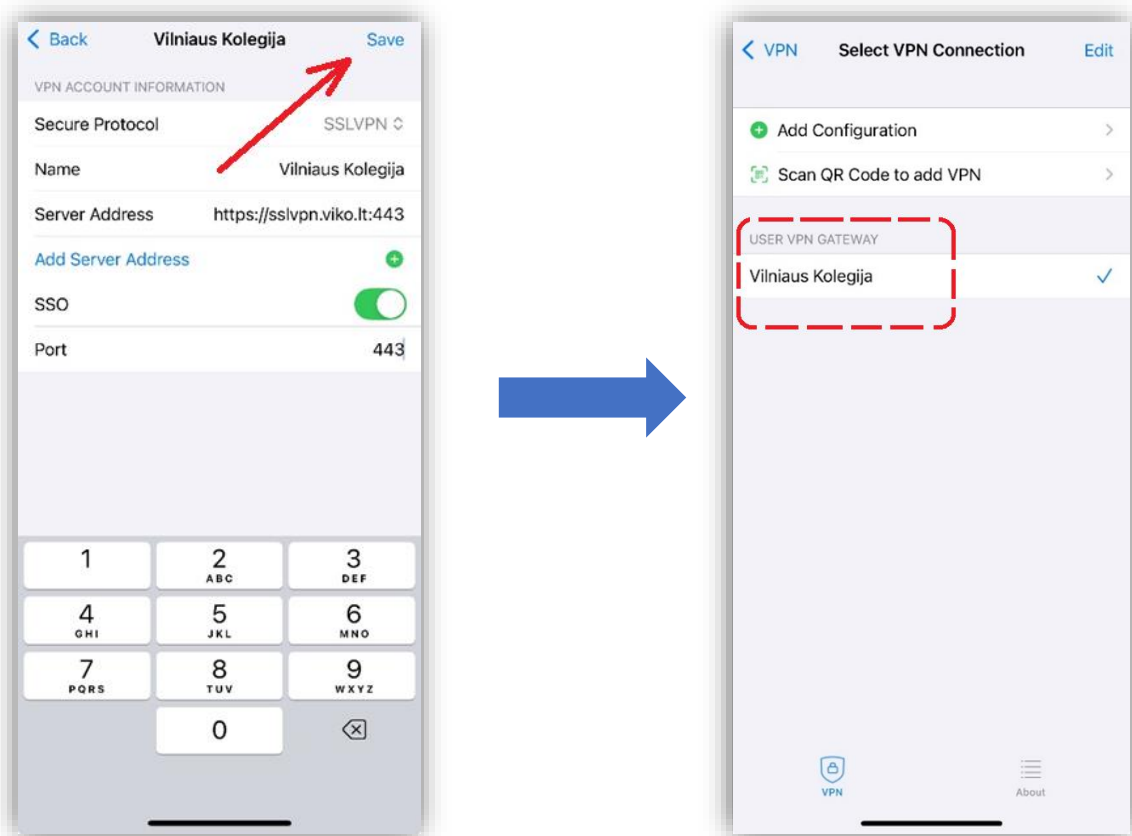 Back Vilniaus Kolegija Save
VPN ACCOUNT INFORMATION
Secure Protocol SSLVPN
Name Vilniaus Kolegija
Server Address https://sslvpn.viko.lt:443
Add Server Address
SSO
Port 443
1 2 3
ABC DEF
4 5 6
GHI JKL MNO
7 8 9
PQRS TUV WXYZ
0
VPN Select VPN Connection Edit
Add Configuration
Scan QR Code to add VPN
USER VPN GATEWAY
Vilniaus Kolegija
VPN About